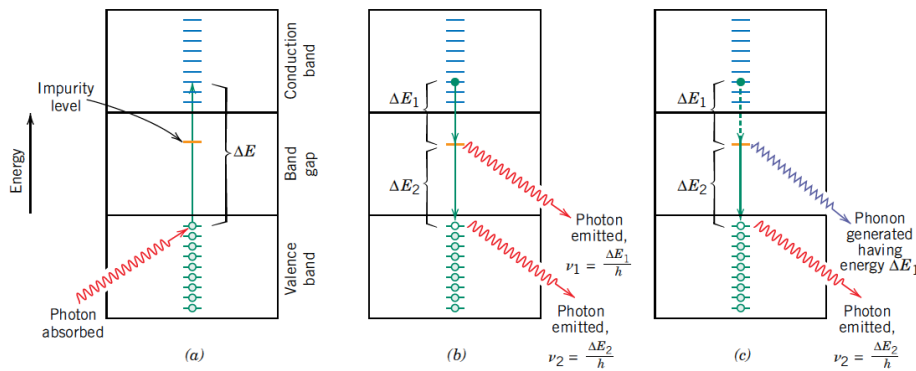 Energy
Impurity
level
ΔE
Conduction
band
Band
gap
Valence
band
Photon
absorbed
(a)
ΔE₁
ΔE₂
Photon
emitted,
ν₁ = ΔE₁/h
Photon
emitted,
ν₂ = ΔE₂/h
(b)
ΔE₁
ΔE₂
Phonon
generated
having
energy ΔE₁
Photon
emitted,
ν₂ = ΔE₂/h
(c)